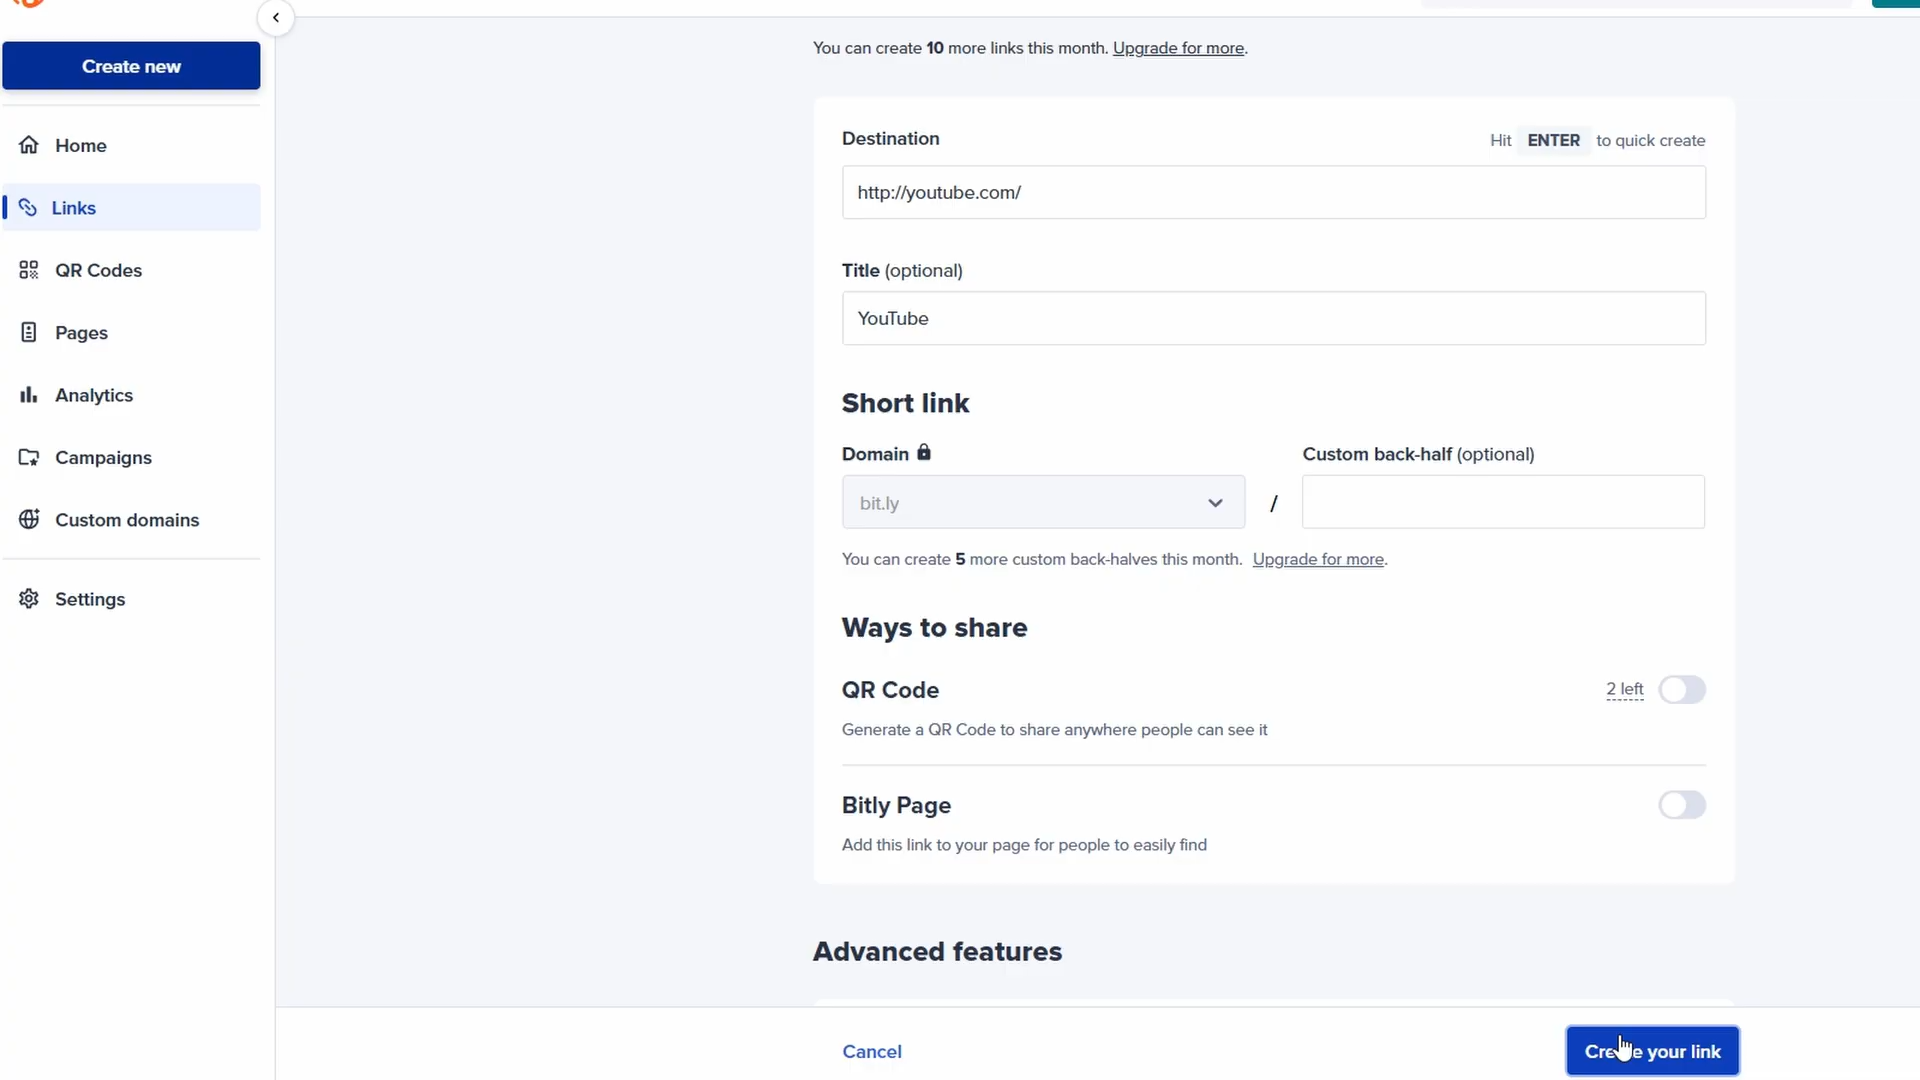 Create new
Home
Links
QR Codes
Pages
Analytics
Campaigns
Custom domains
Settings
You can create 10 more links this month. Upgrade for more.
Destination
Hit ENTER to quick create
http://youtube.com/
Title (optional)
YouTube
Short link
Domain
Custom back-half (optional)
bit.ly
/
You can create 5 more custom back-halves this month. Upgrade for more.
Ways to share
QR Code
2 left
Generate a QR Code to share anywhere people can see it
Bitly Page
Add this link to your page for people to easily find
Advanced features
Cancel
Create your link